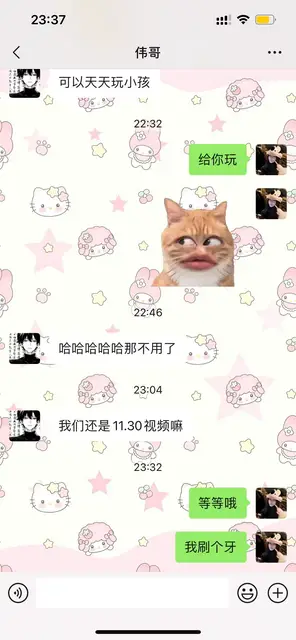 23:37
伟哥
可以天天玩小孩
22:32
给你玩
22:46
哈哈哈哈哈那不用了
23:04
我们还是11.30视频嘛
23:32
等等哦
我刷个牙